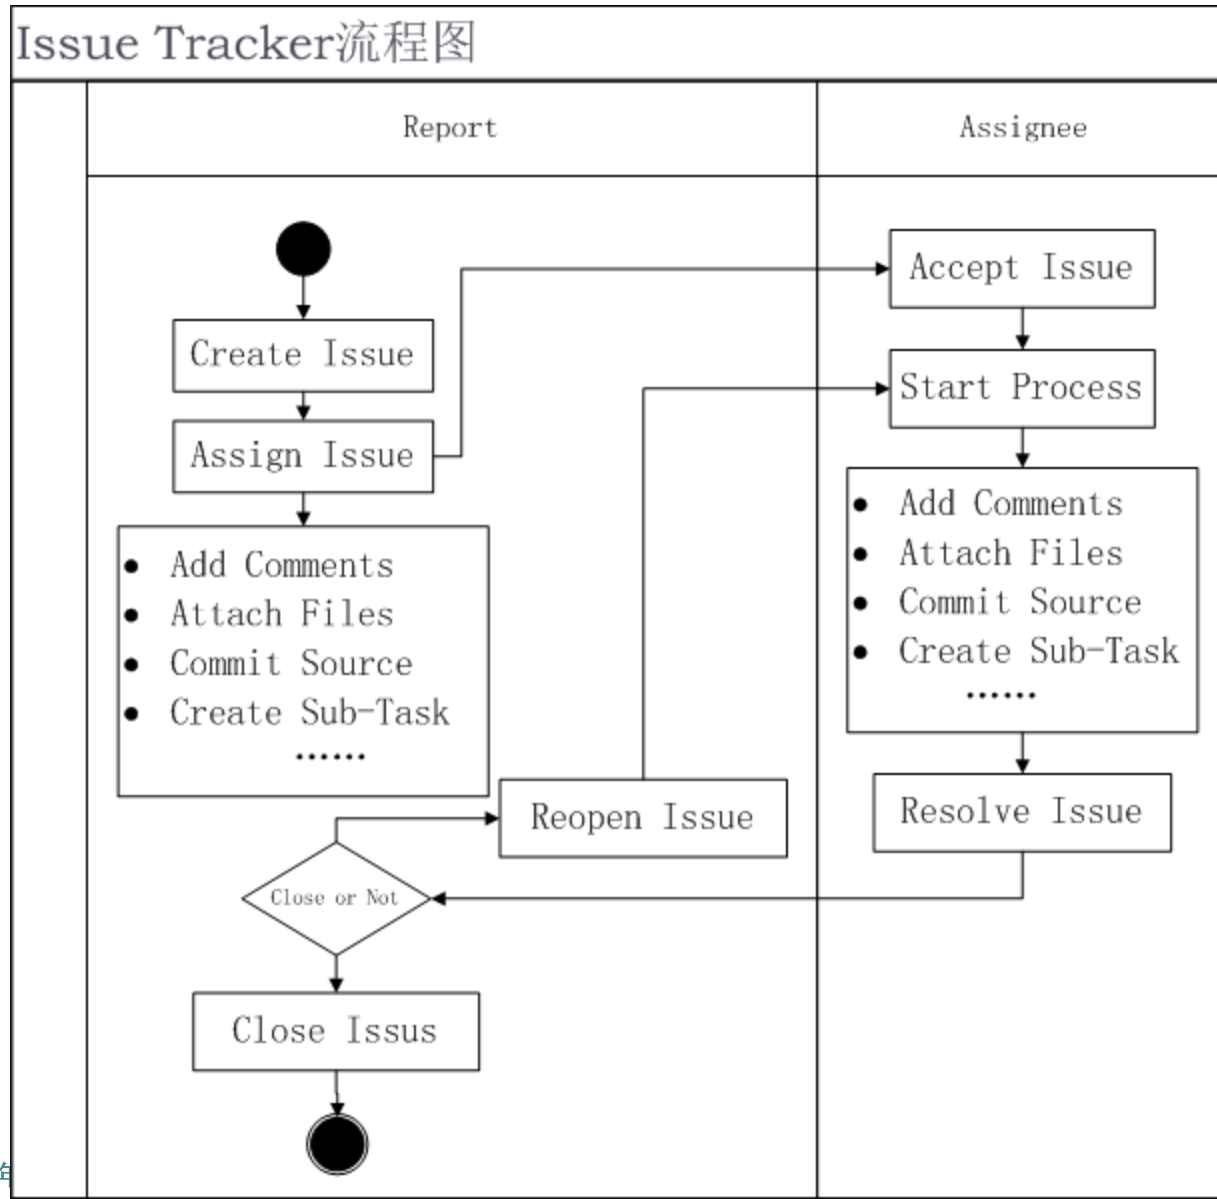 Issue Tracker流程图
Report
Assignee
Create Issue
Assign Issue
• Add Comments
• Attach Files
• Commit Source
• Create Sub-Task
……
Reopen Issue
Close or Not
Close Issus
Accept Issue
Start Process
• Add Comments
• Attach Files
• Commit Source
• Create Sub-Task
……
Resolve Issue